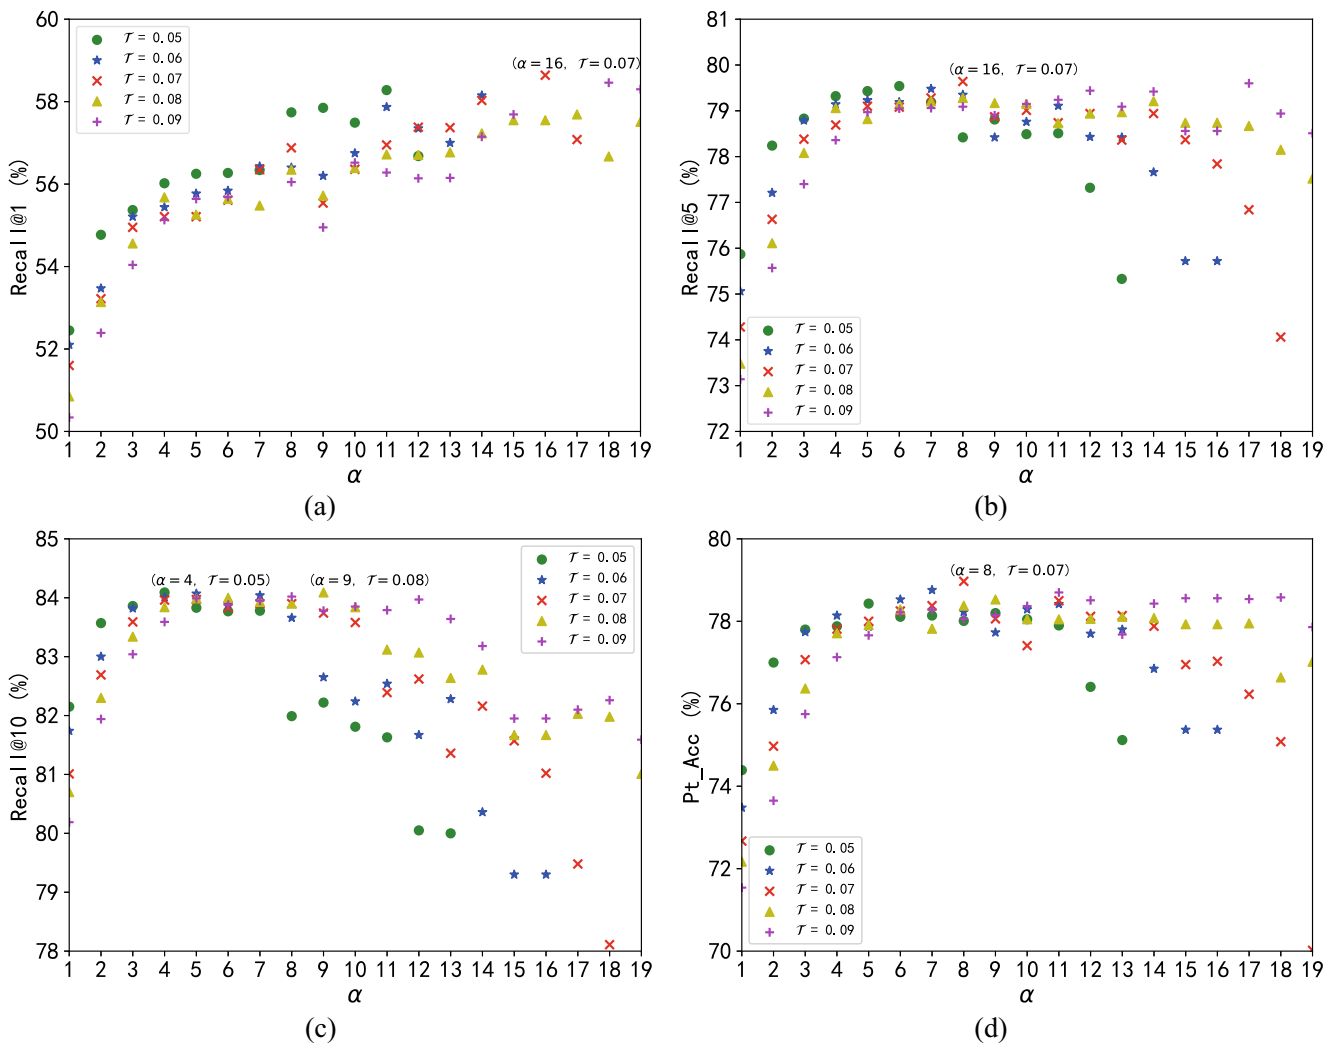 60
58
56
54
52
50
Recall@1 (%)
𝒯 = 0.05
𝒯 = 0.06
𝒯 = 0.07
𝒯 = 0.08
𝒯 = 0.09
(α=16, 𝒯=0.07)
1 2 3 4 5 6 7 8 9 10 11 12 13 14 15 16 17 18 19
α
(a)
81
80
79
78
77
76
75
74
73
72
Recall@5 (%)
(α=16, 𝒯=0.07)
𝒯 = 0.05
𝒯 = 0.06
𝒯 = 0.07
𝒯 = 0.08
𝒯 = 0.09
1 2 3 4 5 6 7 8 9 10 11 12 13 14 15 16 17 18 19
α
(b)
85
84
83
82
81
80
79
78
Recall@10 (%)
(α=4, 𝒯=0.05)
(α=9, 𝒯=0.08)
𝒯 = 0.05
𝒯 = 0.06
𝒯 = 0.07
𝒯 = 0.08
𝒯 = 0.09
1 2 3 4 5 6 7 8 9 10 11 12 13 14 15 16 17 18 19
α
(c)
80
78
76
74
72
70
Pt_Acc (%)
(α=8, 𝒯=0.07)
𝒯 = 0.05
𝒯 = 0.06
𝒯 = 0.07
𝒯 = 0.08
𝒯 = 0.09
1 2 3 4 5 6 7 8 9 10 11 12 13 14 15 16 17 18 19
α
(d)